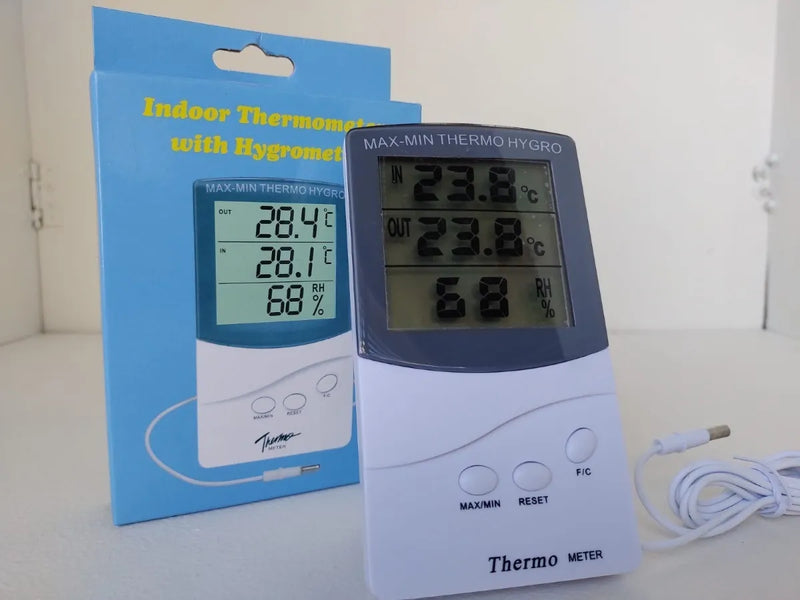 Indoor Thermometer
with Hygromet
MAX-MIN THERMO HYGRO
OUT 28.4°C
IN 28.1°C
68 RH %
MAX/MIN RESET F/C
Thermo
METER
MAX-MIN THERMO HYGRO
IN 23.8°C
OUT 23.8°C
68 RH %
MAX/MIN RESET F/C
Thermo METER